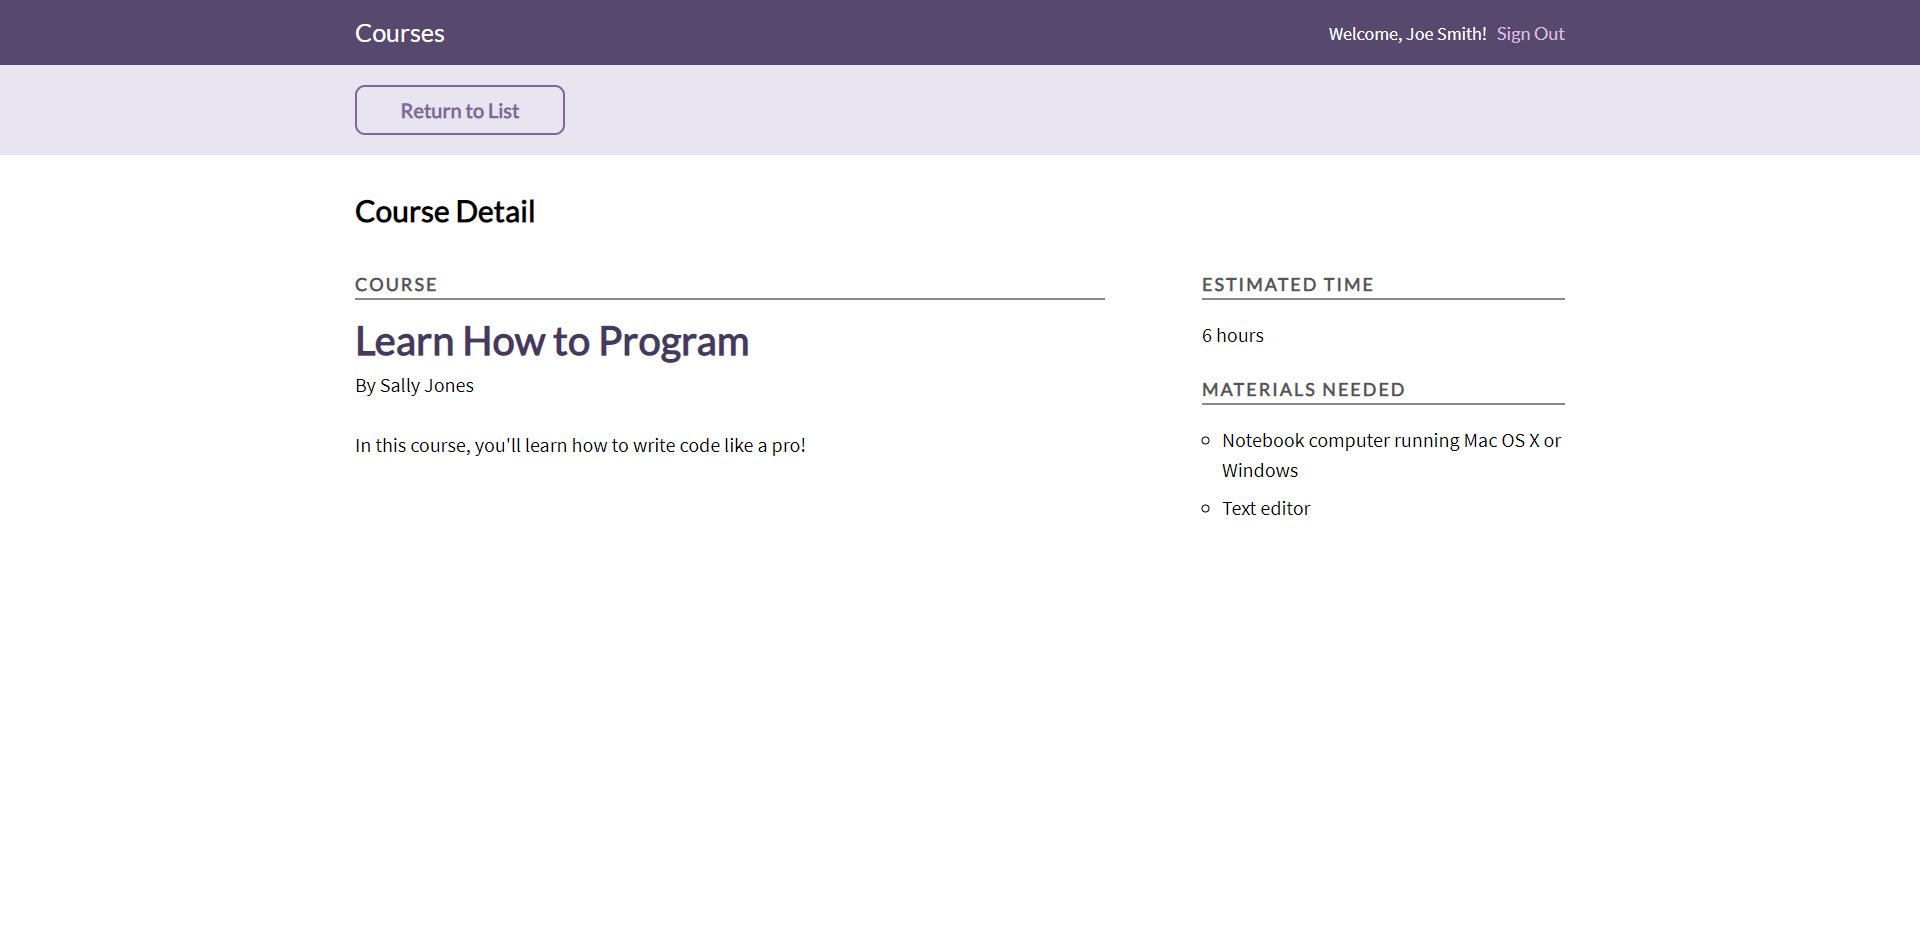 Courses
Welcome, Joe Smith! Sign Out
Return to List
Course Detail
COURSE
Learn How to Program
By Sally Jones
In this course, you'll learn how to write code like a pro!
ESTIMATED TIME
6 hours
MATERIALS NEEDED
Notebook computer running Mac OS X or
Windows
Text editor